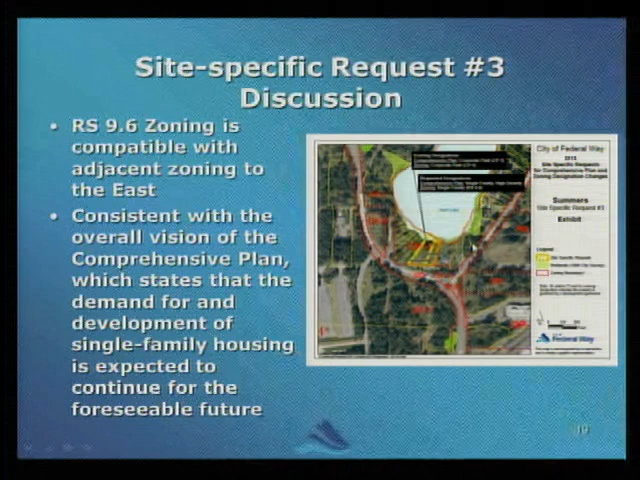 Site-specific Request #3
Discussion
• RS 9.6 Zoning is
compatible with
adjacent zoning to
the East
• Consistent with the
overall vision of the
Comprehensive Plan,
which states that the
demand for and
development of
single-family housing
is expected to
continue for the
foreseeable future
City of Federal Way
Site Specific Requests
for Comprehensive Plan and
Zoning Designation Changes
Summers
Site Specific Request #3
Exhibit
Legend
Federal Way